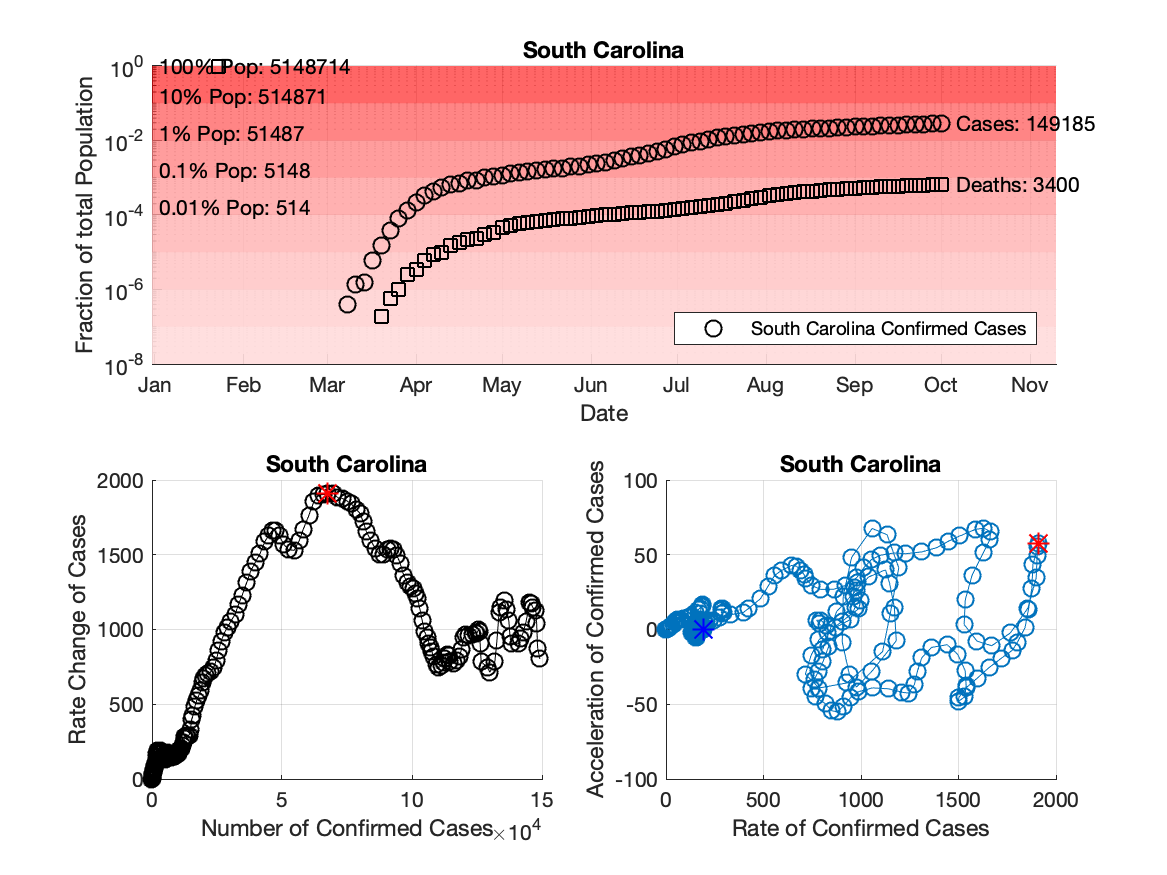 South Carolina
Fraction of total Population
10^0
10^-2
10^-4
10^-6
10^-8
100% Pop: 5148714
10% Pop: 514871
1% Pop: 51487
0.1% Pop: 5148
0.01% Pop: 514
Cases: 149185
Deaths: 3400
South Carolina Confirmed Cases
Jan Feb Mar Apr May Jun Jul Aug Sep Oct Nov
Date
South Carolina
Rate Change of Cases
2000
1500
1000
500
0
0 5 10 15
Number of Confirmed Cases ×10^4
South Carolina
Acceleration of Confirmed Cases
100
50
0
-50
-100
0 500 1000 1500 2000
Rate of Confirmed Cases